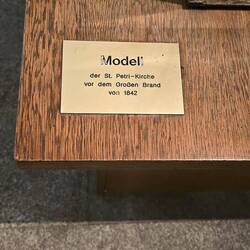 Modell
der St. Petri-Kirche
vor dem Großen Brand
von 1842